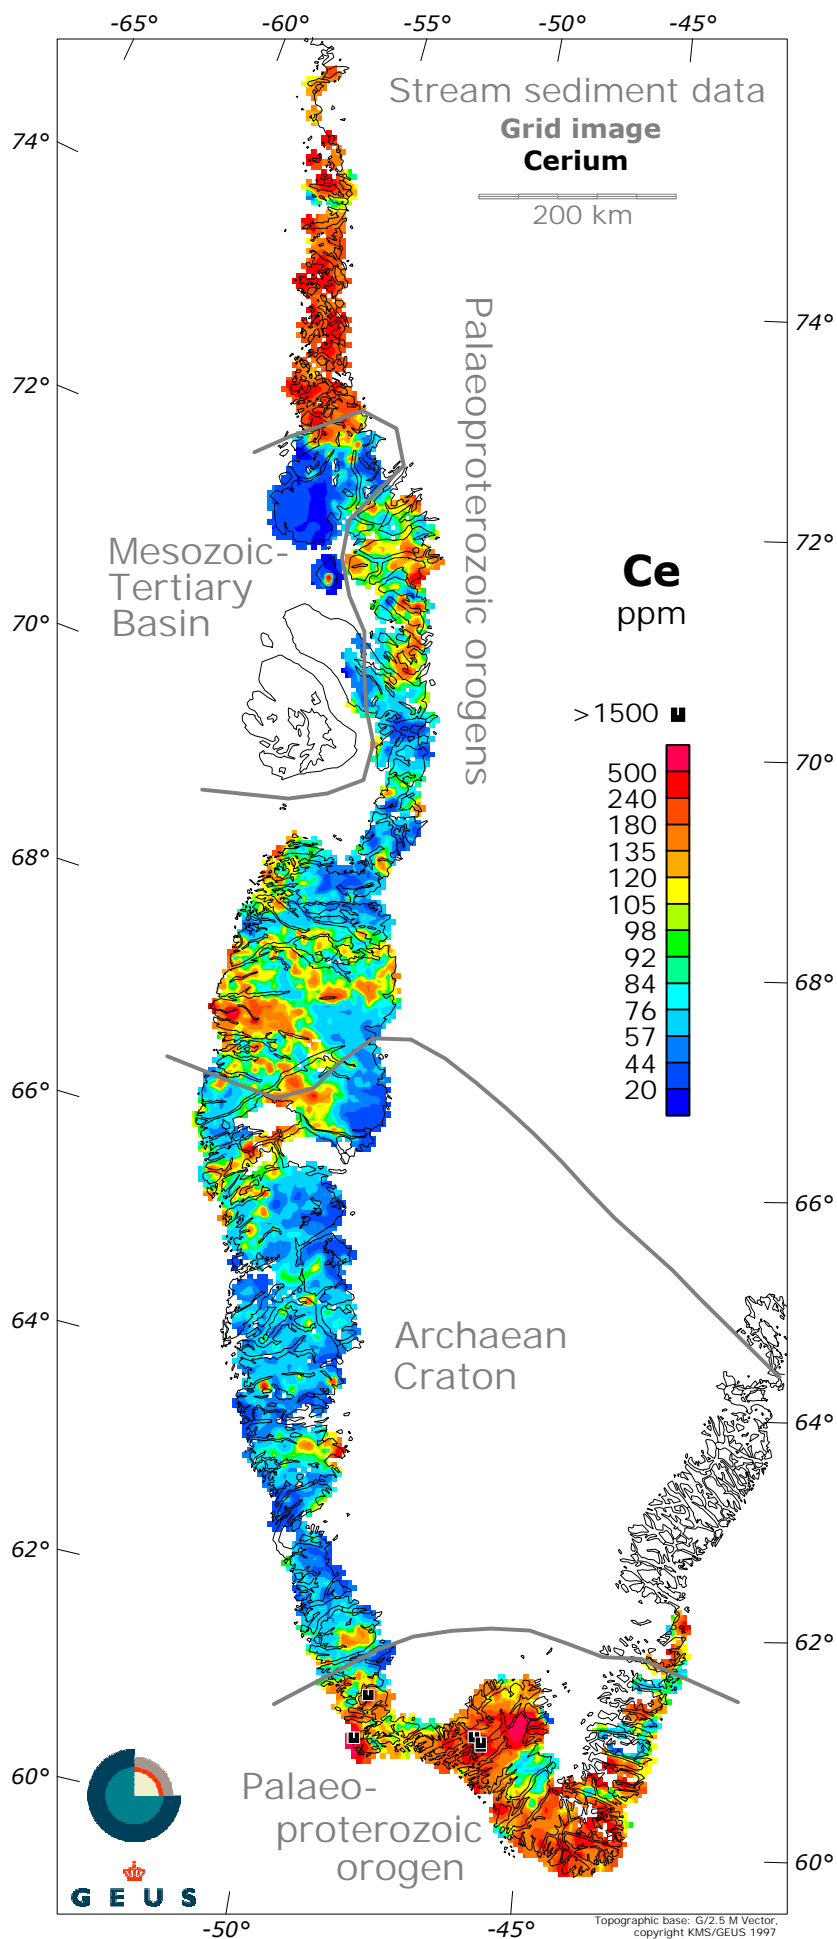 -65° -60° -55° -50° -45°
Stream sediment data
Grid image
Cerium
200 km
74°
72°
70°
68°
66°
64°
62°
60°
74°
72°
70°
68°
66°
64°
62°
60°
Palaeoproterozoic orogens
Mesozoic-
Tertiary
Basin
Ce
ppm
>1500
500
240
180
135
120
105
98
92
84
76
57
44
20
Archaean
Craton
Palaeo-
proterozoic
orogen
G E U S
-50° -45°
Topographic base: G/2.5 M Vector,
copyright KMS/GEUS 1997